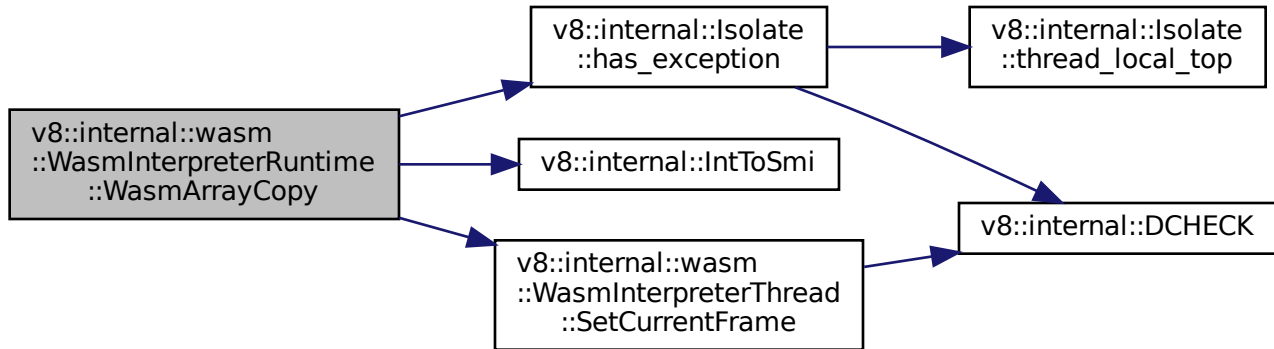 v8::internal::wasm
::WasmInterpreterRuntime
::WasmArrayCopy
v8::internal::Isolate
::has_exception
v8::internal::Isolate
::thread_local_top
v8::internal::IntToSmi
v8::internal::DCHECK
v8::internal::wasm
::WasmInterpreterThread
::SetCurrentFrame